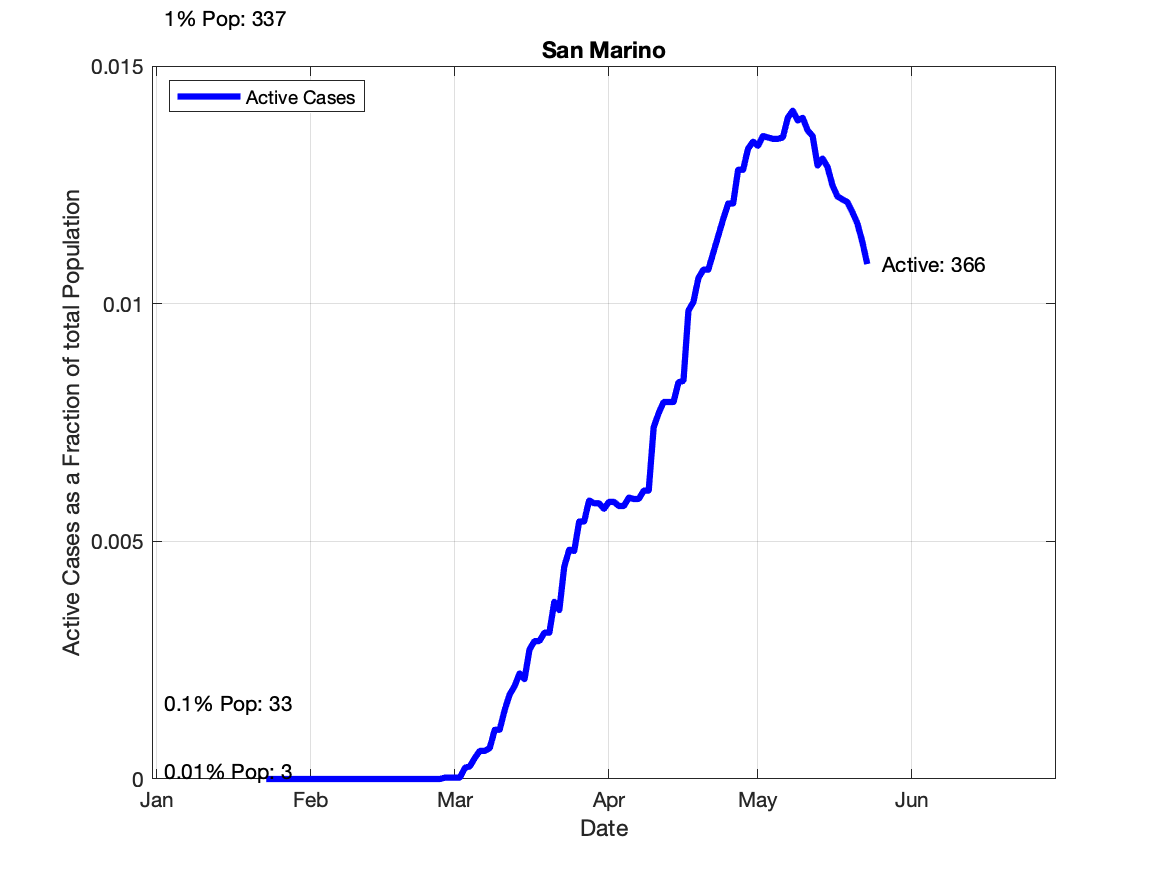 1% Pop: 337
San Marino
0.015
Active Cases
0.01
Active: 366
0.005
0.1% Pop: 33
0.01% Pop: 3
0
Jan Feb Mar Apr May Jun
Date
Active Cases as a Fraction of total Population